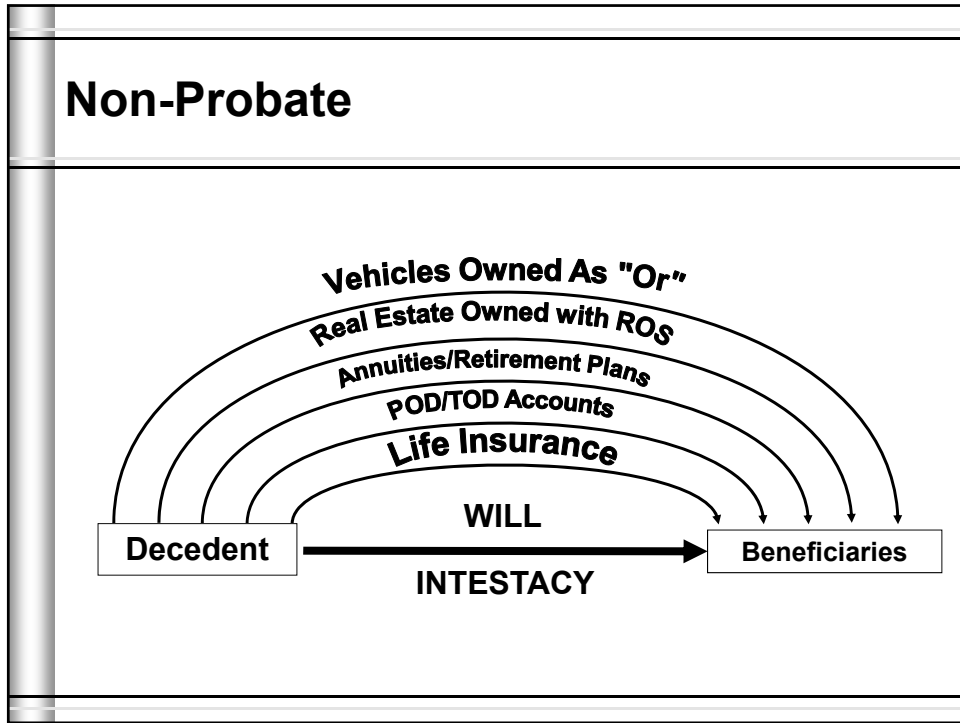 Non-Probate
Vehicles Owned As "Or"
Real Estate Owned with ROS
Annuities/Retirement Plans
POD/TOD Accounts
Life Insurance
WILL
Decedent
Beneficiaries
INTESTACY